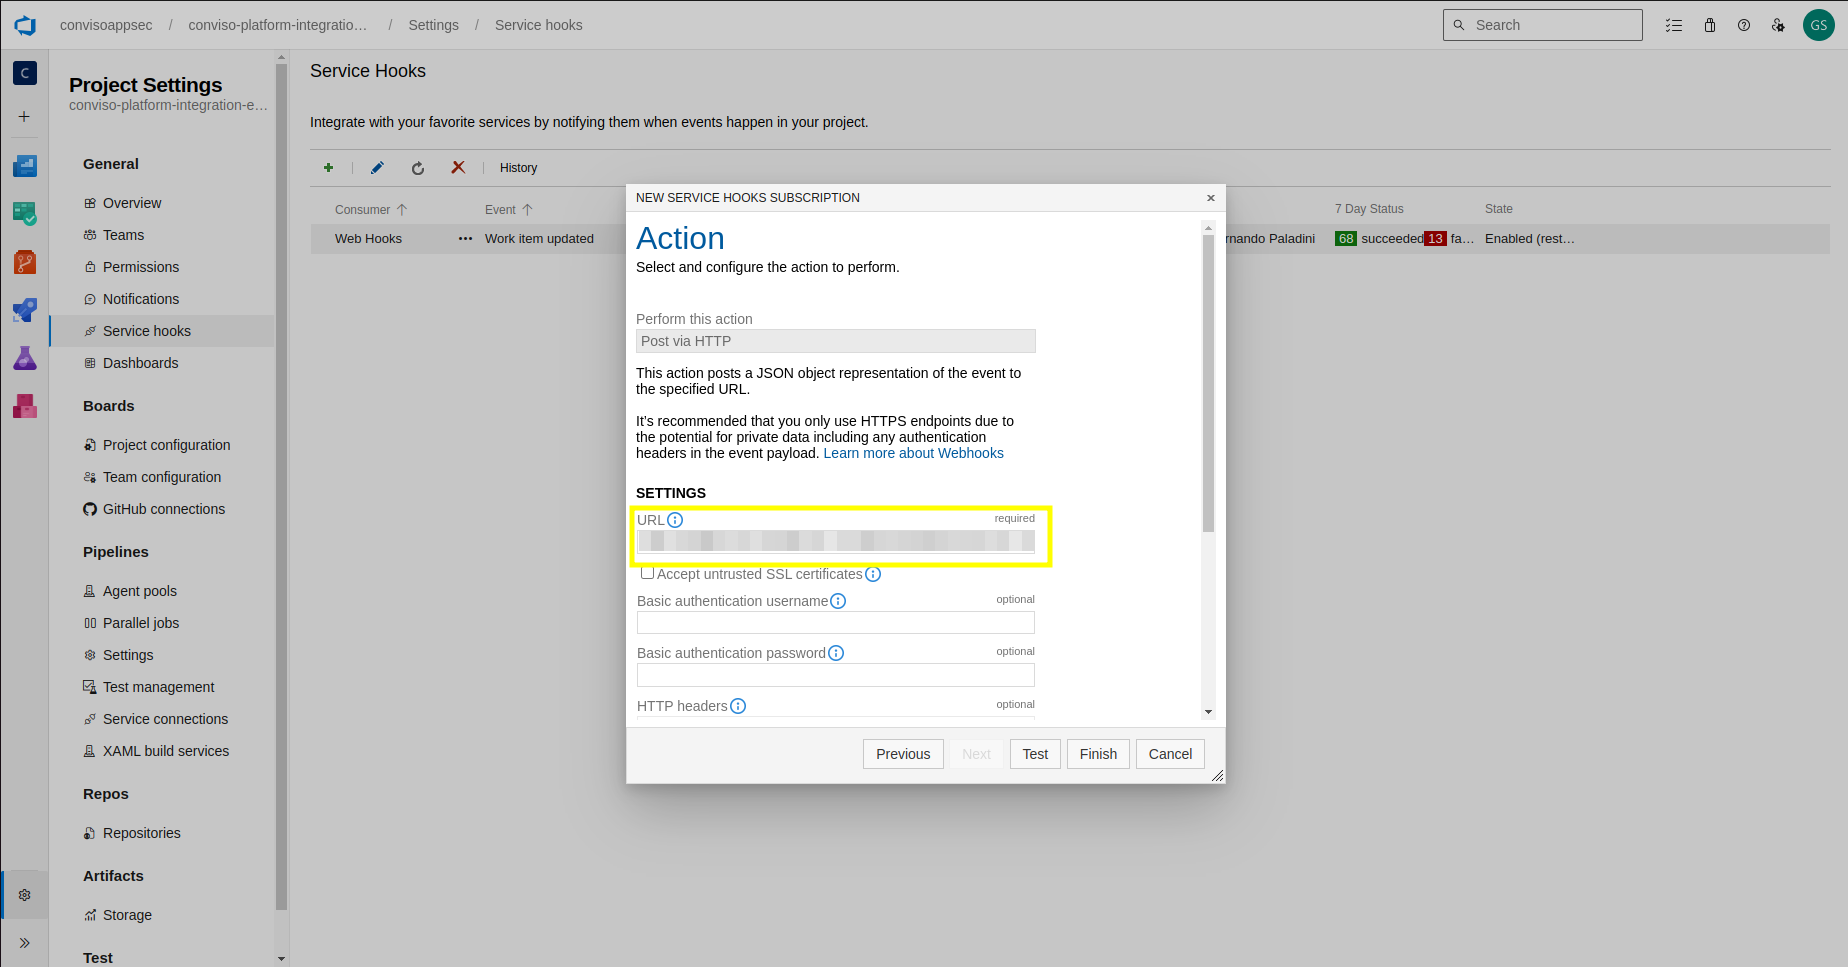 convisoappsec / conviso-platform-integratio… / Settings / Service hooks
Search
GS
C
Project Settings
conviso-platform-integration-e…
General
Overview
Teams
Permissions
Notifications
Service hooks
Dashboards
Boards
Project configuration
Team configuration
GitHub connections
Pipelines
Agent pools
Parallel jobs
Settings
Test management
Service connections
XAML build services
Repos
Repositories
Artifacts
Storage
Test
Service Hooks
Integrate with your favorite services by notifying them when events happen in your project.
History
Consumer Event 7 Day Status State
Web Hooks Work item updated rnando Paladini 68 succeeded 13 fa… Enabled (rest…
NEW SERVICE HOOKS SUBSCRIPTION
Action
Select and configure the action to perform.
Perform this action
Post via HTTP
This action posts a JSON object representation of the event to
the specified URL.
It's recommended that you only use HTTPS endpoints due to
the potential for private data including any authentication
headers in the event payload. Learn more about Webhooks
SETTINGS
URL required
Accept untrusted SSL certificates
Basic authentication username optional
Basic authentication password optional
HTTP headers optional
Previous Next Test Finish Cancel